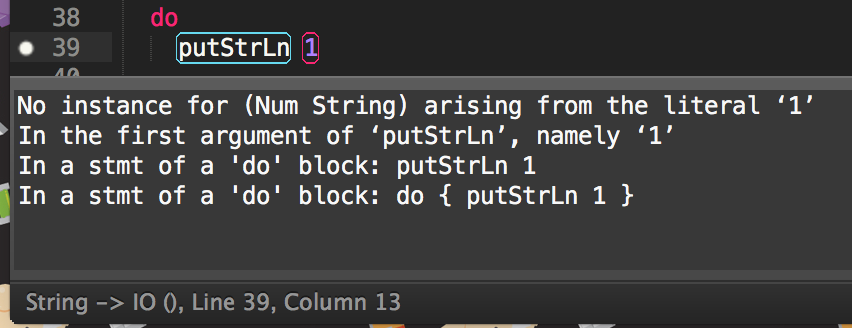 38 do
39 putStrLn 1
40
No instance for (Num String) arising from the literal ‘1’
In the first argument of ‘putStrLn’, namely ‘1’
In a stmt of a 'do' block: putStrLn 1
In a stmt of a 'do' block: do { putStrLn 1 }
String -> IO (), Line 39, Column 13